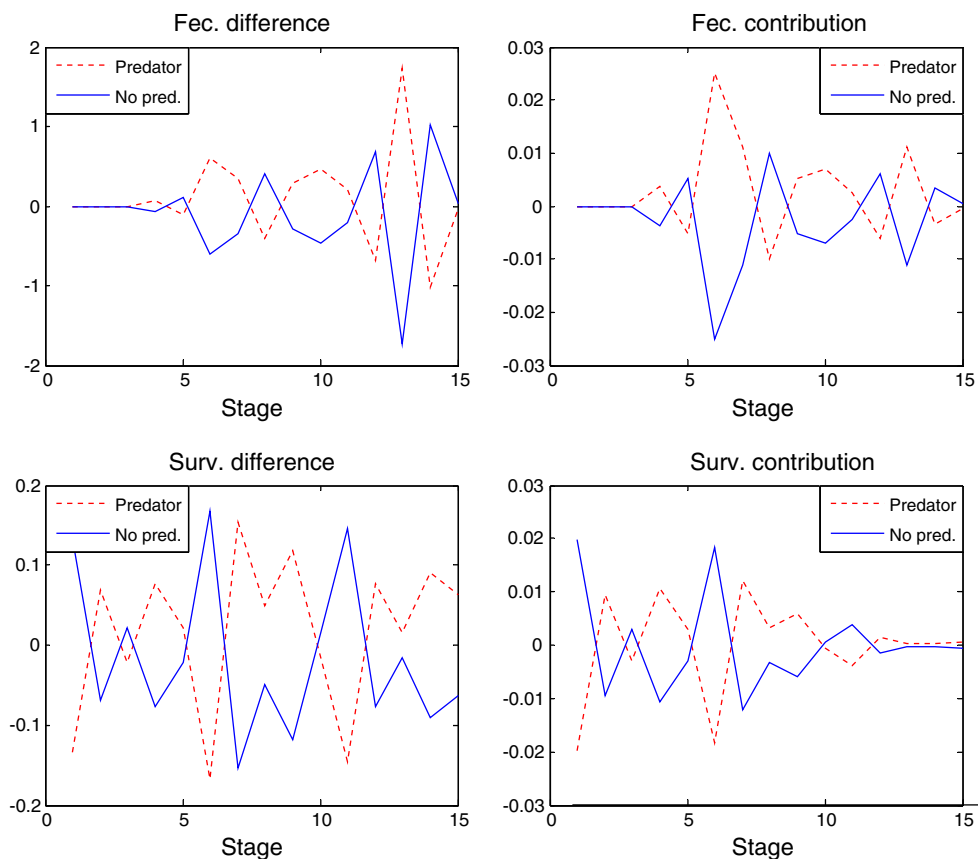 Fec. difference
2
1
0
-1
-2
Predator
No pred.
0
5
10
15
Stage
Fec. contribution
0.03
0.02
0.01
0
-0.01
-0.02
-0.03
Predator
No pred.
0
5
10
15
Stage
Surv. difference
0.2
0.1
0
-0.1
-0.2
Predator
No pred.
0
5
10
15
Stage
Surv. contribution
0.03
0.02
0.01
0
-0.01
-0.02
-0.03
Predator
No pred.
0
5
10
15
Stage